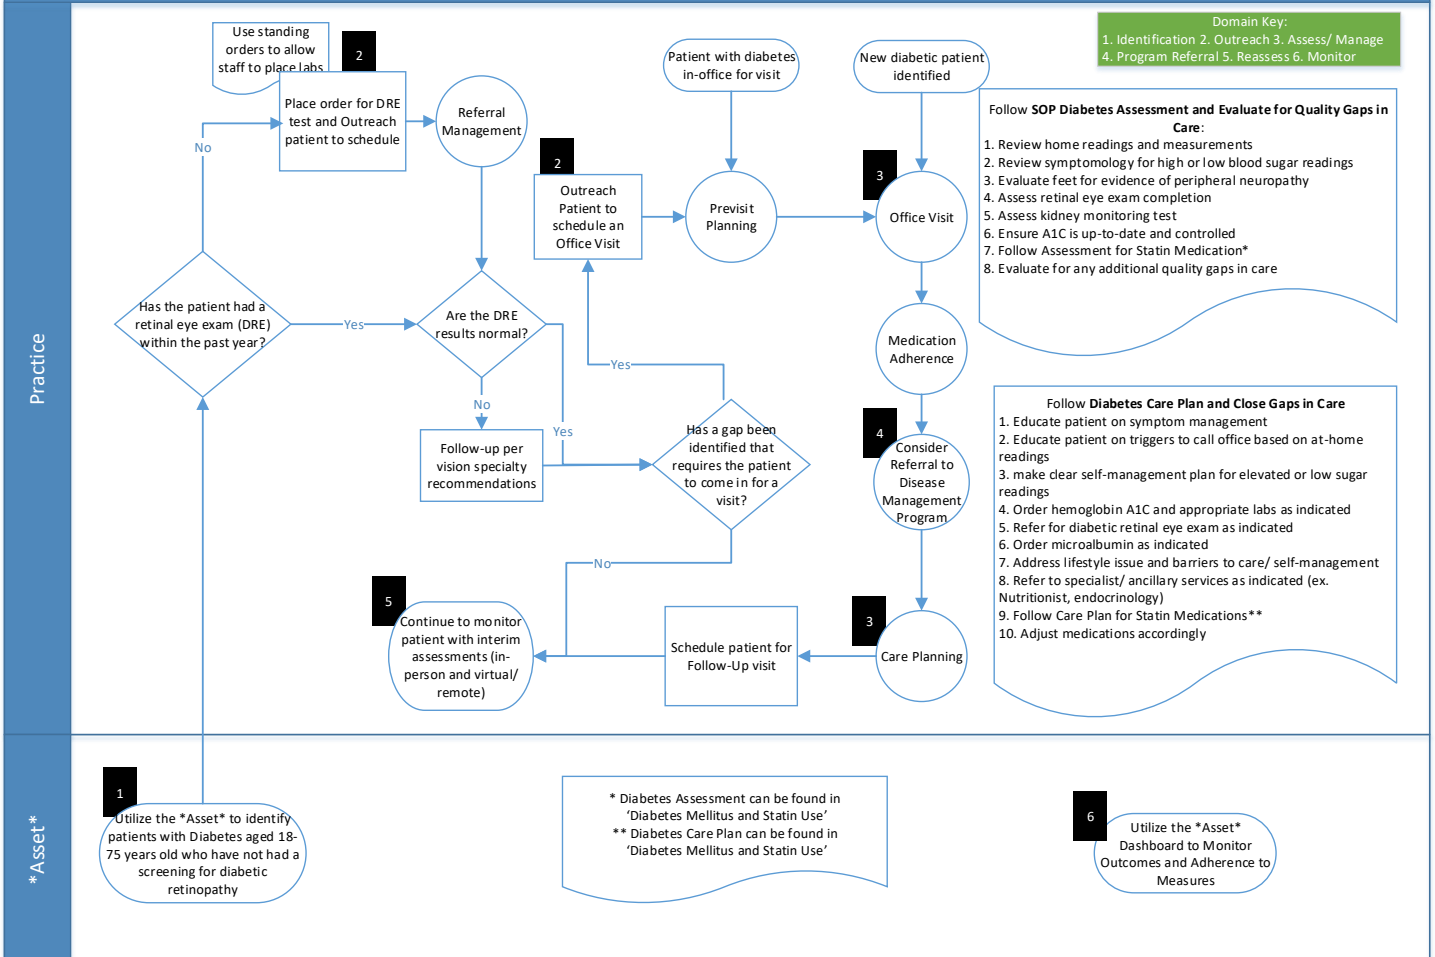 Domain Key:
1. Identification 2. Outreach 3. Assess/ Manage
4. Program Referral 5. Reassess 6. Monitor
Practice
Use standing
orders to allow
staff to place labs
2
Place order for DRE
test and Outreach
patient to schedule
Referral
Management
No
Has the patient had a
retinal eye exam (DRE)
within the past year?
Yes
Are the DRE
results normal?
No
Yes
Follow-up per
vision specialty
recommendations
2
Outreach
Patient to
schedule an
Office Visit
Patient with diabetes
in-office for visit
Previsit
Planning
New diabetic patient
identified
3
Office Visit
Medication
Adherence
4
Consider
Referral to
Disease
Management
Program
3
Care Planning
Schedule patient for
Follow-Up visit
Yes
Has a gap been
identified that
requires the patient
to come in for a
visit?
No
5
Continue to monitor
patient with interim
assessments (in-
person and virtual/
remote)
Follow SOP Diabetes Assessment and Evaluate for Quality Gaps in
Care:
1. Review home readings and measurements
2. Review symptomology for high or low blood sugar readings
3. Evaluate feet for evidence of peripheral neuropathy
4. Assess retinal eye exam completion
5. Assess kidney monitoring test
6. Ensure A1C is up-to-date and controlled
7. Follow Assessment for Statin Medication*
8. Evaluate for any additional quality gaps in care
Follow Diabetes Care Plan and Close Gaps in Care
1. Educate patient on symptom management
2. Educate patient on triggers to call office based on at-home
readings
3. make clear self-management plan for elevated or low sugar
readings
4. Order hemoglobin A1C and appropriate labs as indicated
5. Refer for diabetic retinal eye exam as indicated
6. Order microalbumin as indicated
7. Address lifestyle issue and barriers to care/ self-management
8. Refer to specialist/ ancillary services as indicated (ex.
Nutritionist, endocrinology)
9. Follow Care Plan for Statin Medications**
10. Adjust medications accordingly
*Asset*
1
Utilize the *Asset* to identify
patients with Diabetes aged 18-
75 years old who have not had a
screening for diabetic
retinopathy
* Diabetes Assessment can be found in
‘Diabetes Mellitus and Statin Use’
** Diabetes Care Plan can be found in
‘Diabetes Mellitus and Statin Use’
6
Utilize the *Asset*
Dashboard to Monitor
Outcomes and Adherence to
Measures